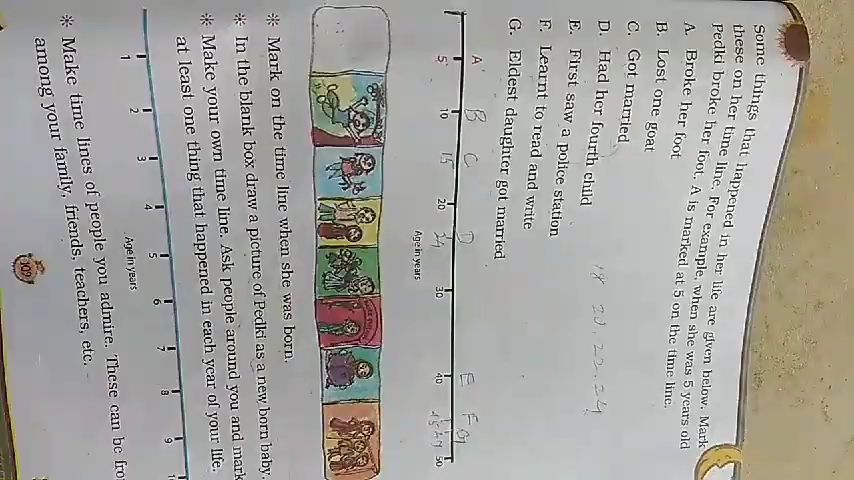 Some things that happened in her life are given below. Mark
these on her time line. For example, when she was 5 years old
Pedki broke her foot. A is marked at 5 on the time line.
A. Broke her foot
B. Lost one goat
C. Got married
D. Had her fourth child
E. First saw a police station
F. Learnt to read and write
G. Eldest daughter got married
18 20 22 24
A B C D E F G
5 10 15 20 24 30 40 45 47 50
Age in years
* Mark on the time line when she was born.
* In the blank box draw a picture of Pedki as a new born baby.
* Make your own time line. Ask people around you and mark
at least one thing that happened in each year of your life.
1 2 3 4 5 6 7 8 9
Age in years
* Make time lines of people you admire. These can be fro
among your family, friends, teachers, etc.